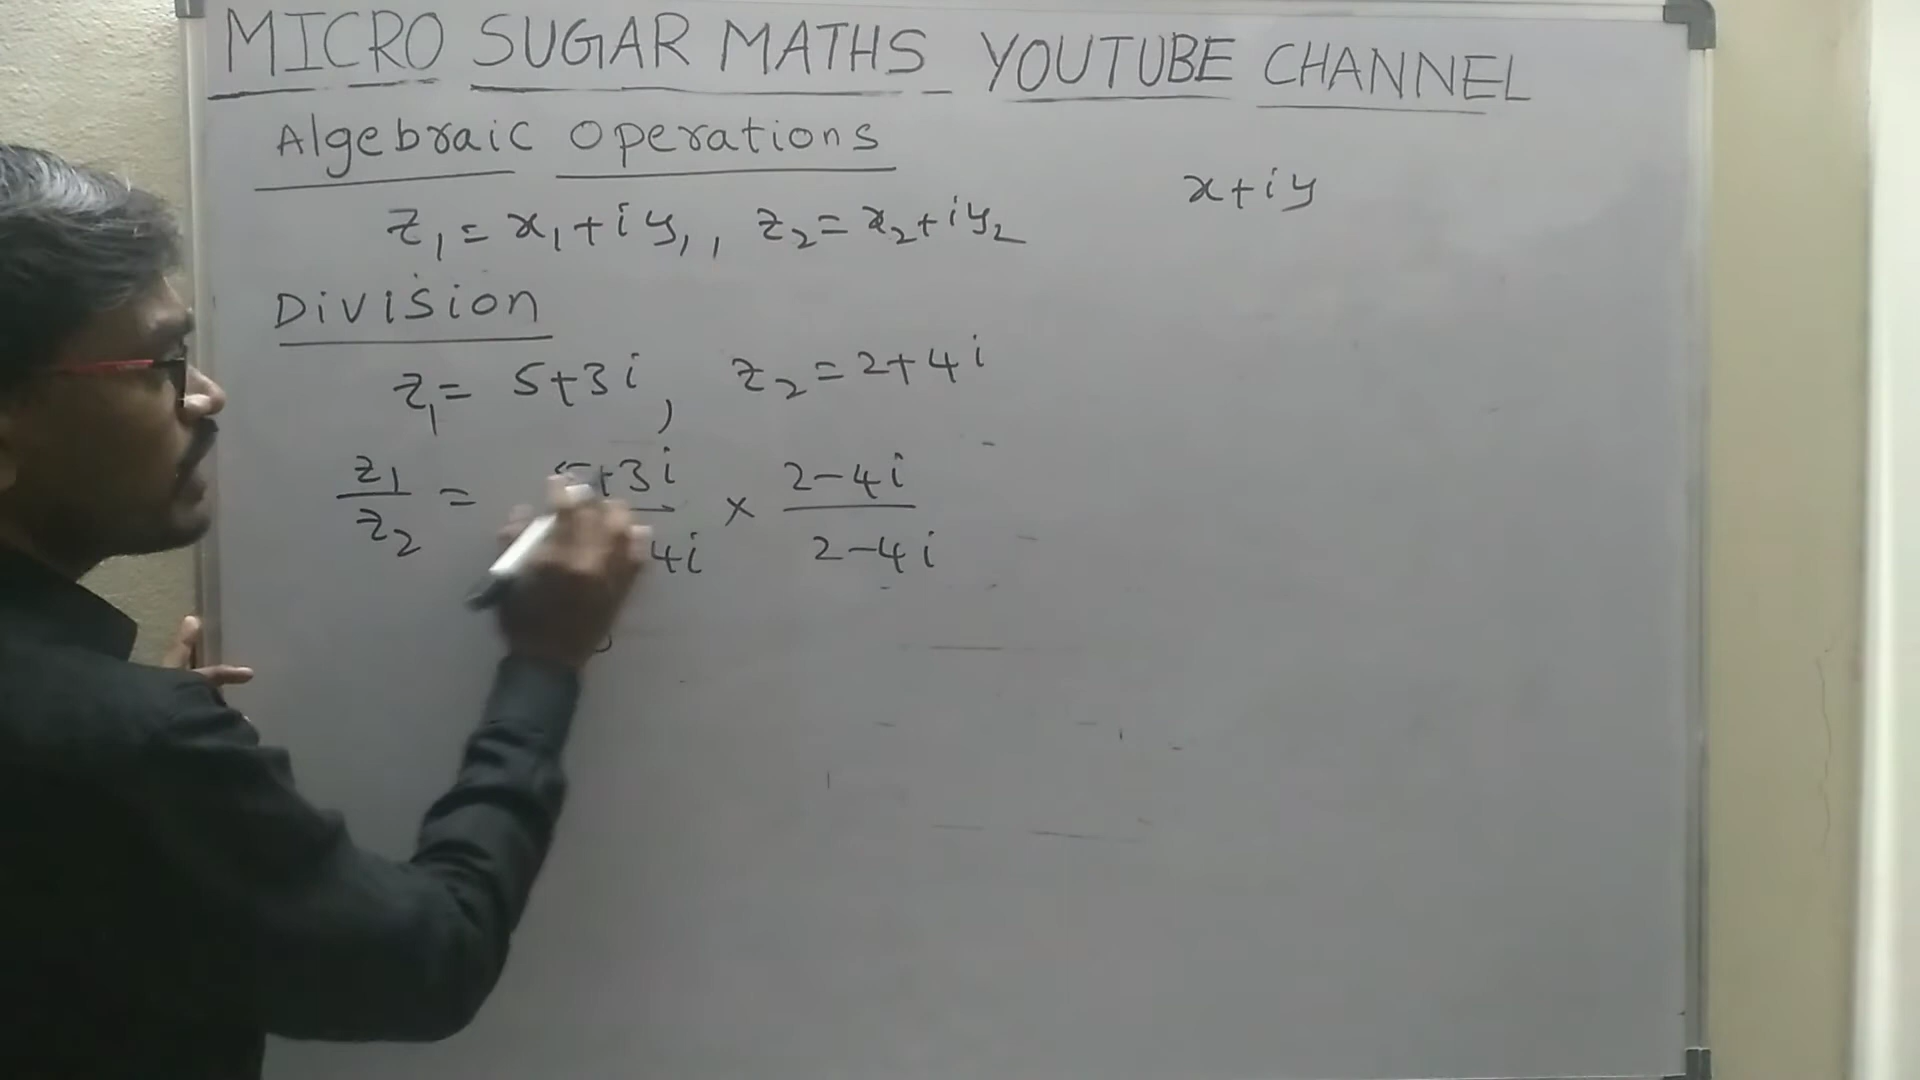 MICRO SUGAR MATHS YOUTUBE CHANNEL
Algebraic Operations
x+iy
z₁ = x₁+iy₁, z₂ = x₂+iy₂
Division
z₁ = 5+3i, z₂ = 2+4i
z₁/z₂ = 5+3i/4i × 2-4i/2-4i